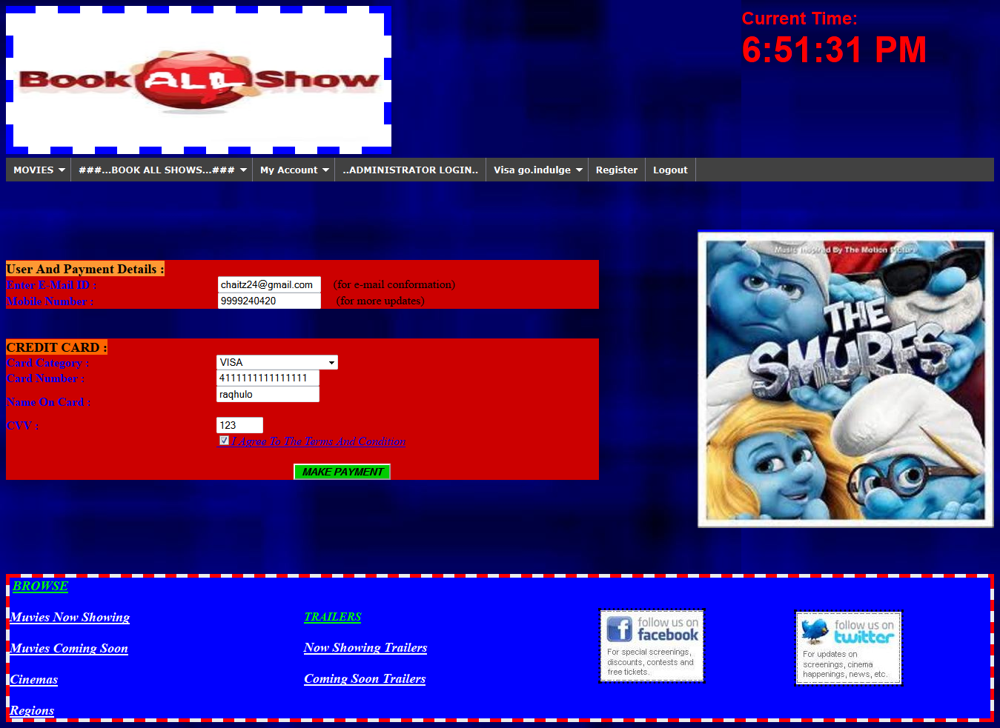 Book ALL Show
Current Time:
6:51:31 PM
MOVIES ###...BOOK ALL SHOWS...### My Account ..ADMINISTRATOR LOGIN.. Visa go.indulge Register Logout
User And Payment Details :
Enter E-Mail ID : chaitz24@gmail.com (for e-mail conformation)
Mobile Number : 9999240420 (for more updates)
CREDIT CARD :
Card Category : VISA
Card Number : 4111111111111111
Name On Card : raqhulo
CVV : 123
I Agree To The Terms And Condition
MAKE PAYMENT
Music Inspired By The Motion Picture
THE
SMURFS
BROWSE
Muvies Now Showing
Muvies Coming Soon
Cinemas
Regions
TRAILERS
Now Showing Trailers
Coming Soon Trailers
follow us on
facebook
For special screenings,
discounts, contests and
free tickets.
follow us on
twitter
For updates on
screenings, cinema
happenings, news, etc.